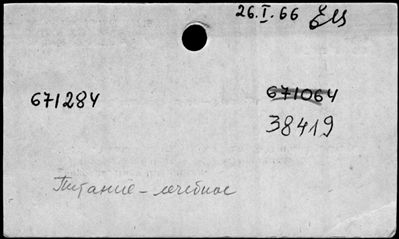 26.I.66
671284 671064
38419
Питание - лечебное